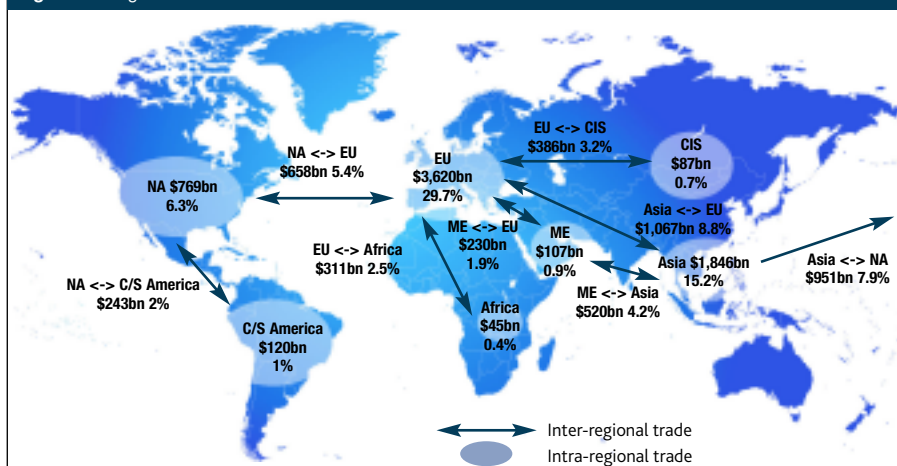 NA <-> EU
$658bn 5.4%
EU
$3,620bn
29.7%
EU <-> CIS
$386bn 3.2%
CIS
$87bn
0.7%
NA $769bn
6.3%
Asia <-> EU
$1,067bn 8.8%
ME <-> EU
$230bn
1.9%
ME
$107bn
0.9%
EU <-> Africa
$311bn 2.5%
Asia $1,846bn
15.2%
Asia <-> NA
$951bn 7.9%
NA <-> C/S America
$243bn 2%
ME <-> Asia
$520bn 4.2%
Africa
$45bn
0.4%
C/S America
$120bn
1%
Inter-regional trade
Intra-regional trade